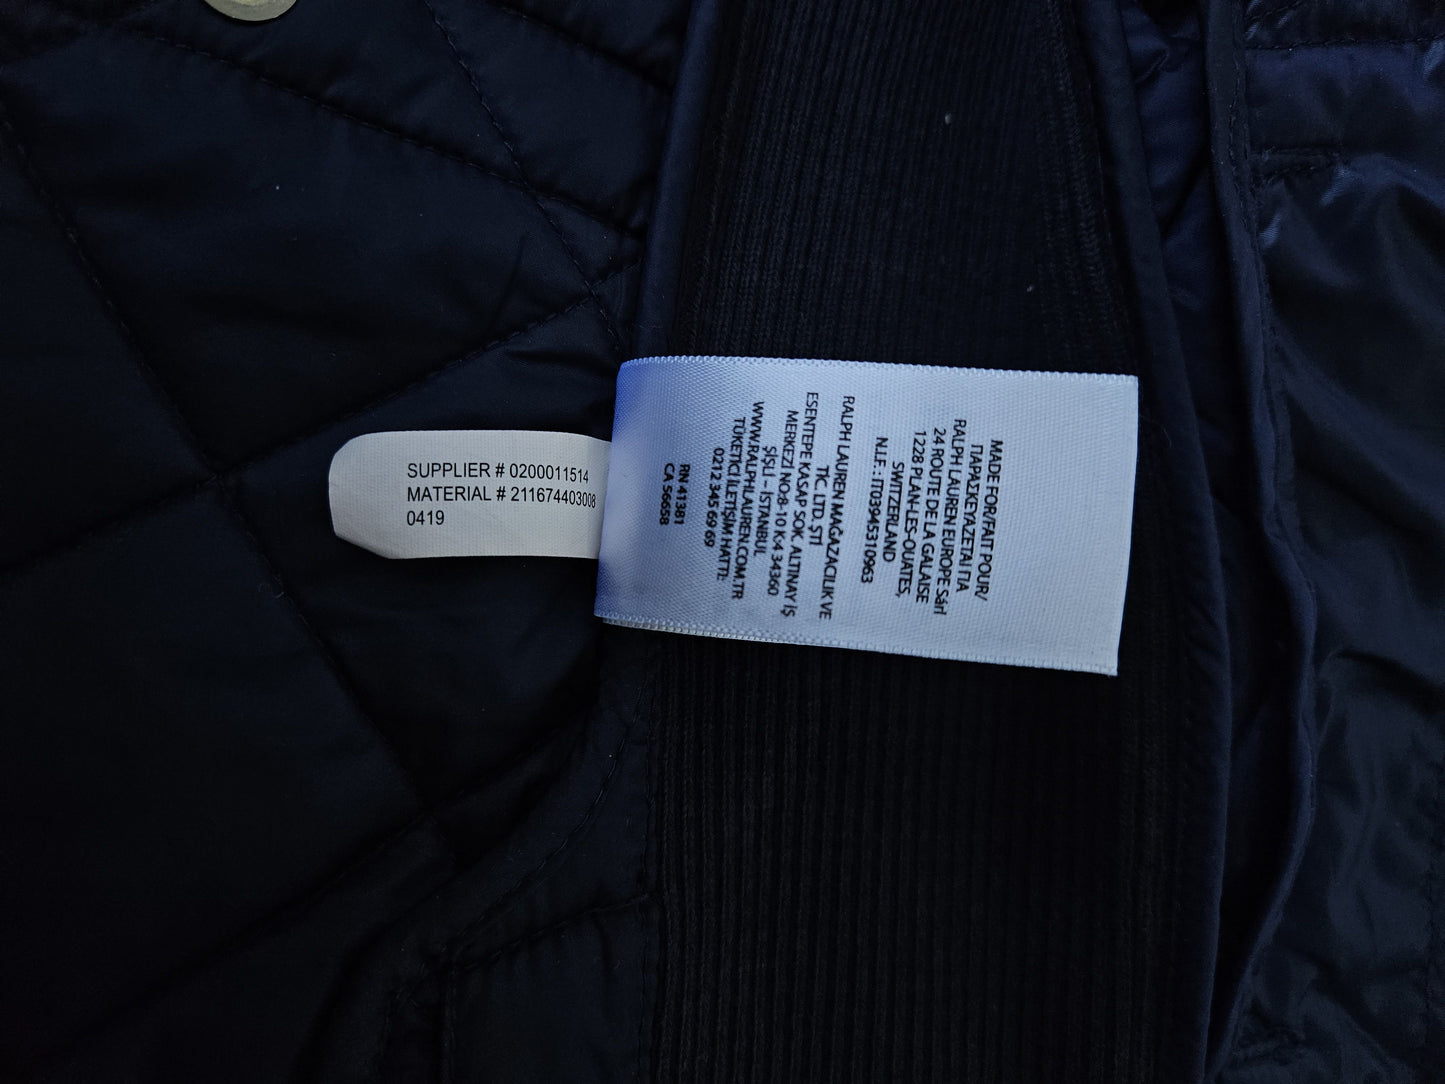 SUPPLIER # 0200011514
MATERIAL # 211674403008
0419
MADE FOR/FAIT POUR/
ΠΑΡΑΣΚΕΥΑΖΕΤΑΙ ΓΙΑ
RALPH LAUREN EUROPE Sárl
24 ROUTE DE LA GALAISE
1228 PLAN-LES-OUATES,
SWITZERLAND
N.I.F.: IT03945310963
RALPH LAUREN MAĞAZACILIK VE
TİC. LTD. ŞTİ
ESENTEPE KASAP SOK. ALTINAY İŞ
MERKEZİ NO:8-10 K:4 34360
ŞİŞLİ – İSTANBUL
WWW.RALPHLAUREN.COM.TR
TÜKETİCİ İLETİŞİM HATTI:
0212 345 69 69
RN 41381
CA 56658